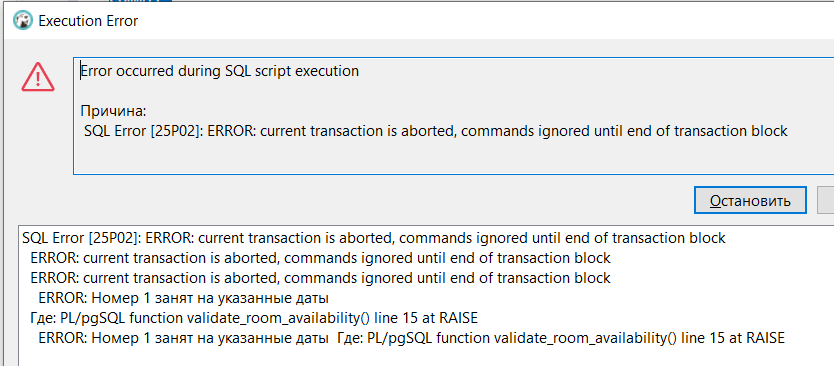 Execution Error
Error occurred during SQL script execution
Причина:
SQL Error [25P02]: ERROR: current transaction is aborted, commands ignored until end of transaction block
Остановить
SQL Error [25P02]: ERROR: current transaction is aborted, commands ignored until end of transaction block
ERROR: current transaction is aborted, commands ignored until end of transaction block
ERROR: current transaction is aborted, commands ignored until end of transaction block
ERROR: Номер 1 занят на указанные даты
Где: PL/pgSQL function validate_room_availability() line 15 at RAISE
ERROR: Номер 1 занят на указанные даты Где: PL/pgSQL function validate_room_availability() line 15 at RAISE